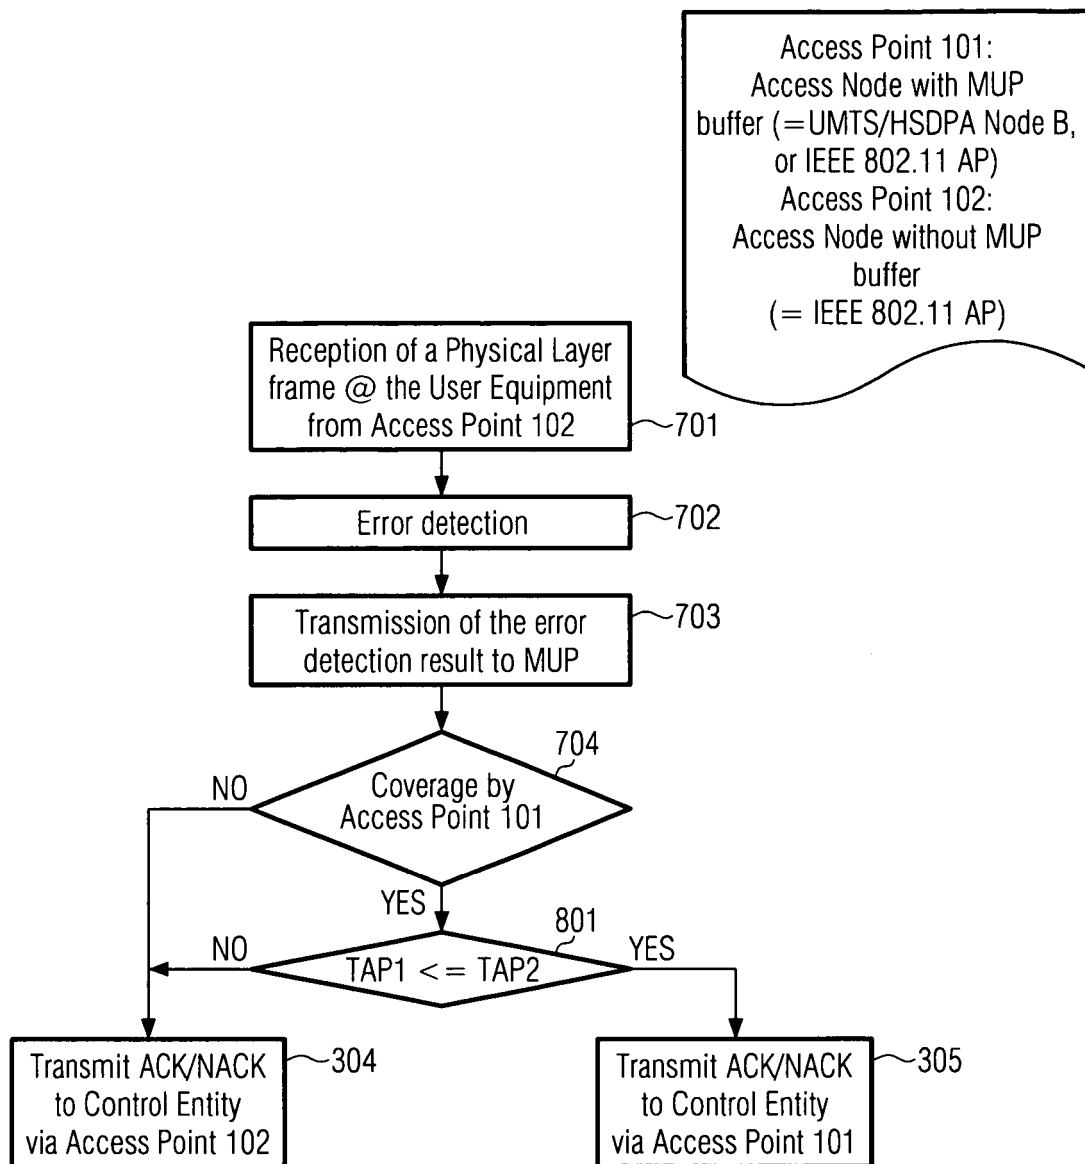 Access Point 101:
Access Node with MUP
buffer (=UMTS/HSDPA Node B,
or IEEE 802.11 AP)
Access Point 102:
Access Node without MUP
buffer
(= IEEE 802.11 AP)
Reception of a Physical Layer
frame @ the User Equipment
from Access Point 102
701
Error detection
702
Transmission of the error
detection result to MUP
703
704
Coverage by
Access Point 101
NO
YES
801
NO
TAP1 <= TAP2
YES
Transmit ACK/NACK
to Control Entity
via Access Point 102
304
Transmit ACK/NACK
to Control Entity
via Access Point 101
305